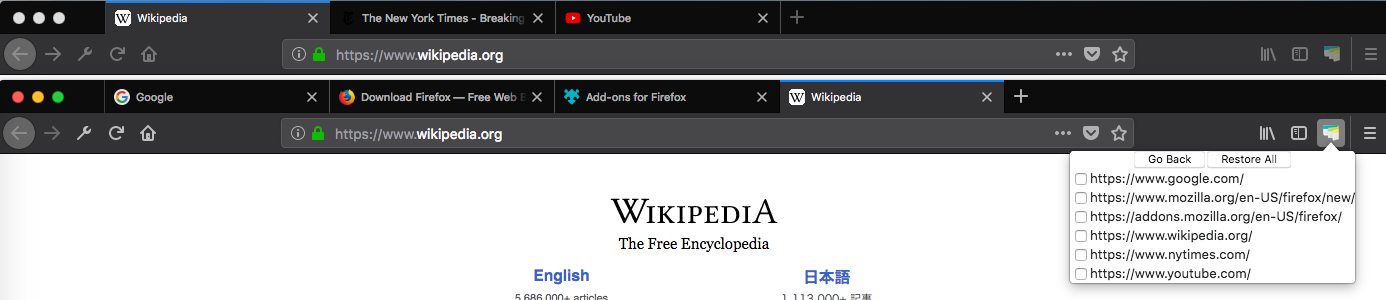 Wikipedia The New York Times - Breaking YouTube
https://www.wikipedia.org
Google Download Firefox — Free Web B Add-ons for Firefox Wikipedia
https://www.wikipedia.org
Go Back Restore All
https://www.google.com/
https://www.mozilla.org/en-US/firefox/new/
https://addons.mozilla.org/en-US/firefox/
https://www.wikipedia.org/
https://www.nytimes.com/
https://www.youtube.com/
WIKIPEDIA
The Free Encyclopedia
English 日本語
5 686 000+ articles 1 113 000+ 記事